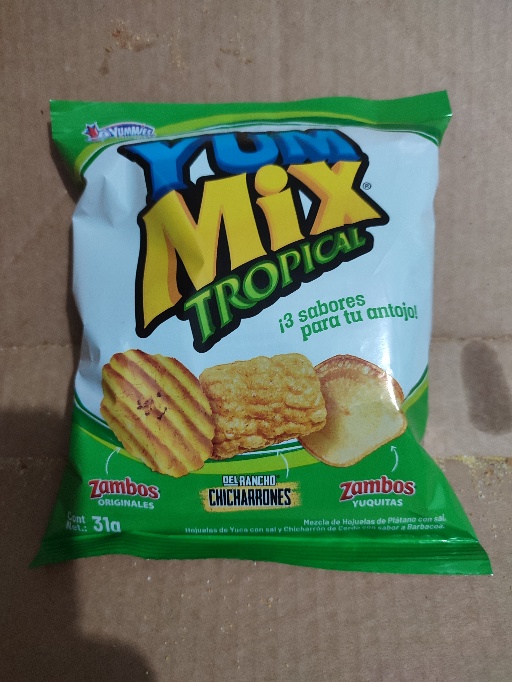 YUMMIES
YUM
MiX®
TROPICAL
¡3 sabores
para tu antojo!
Zambos
ORIGINALES
DEL RANCHO
CHICHARRONES
Zambos
YUQUITAS
Cont
Net.: 31g
Mezcla de Hojuelas de Plátano con sal,
Hojuelas de Yuca con sal y Chicharrón de Cerdo con sabor a Barbacoa.